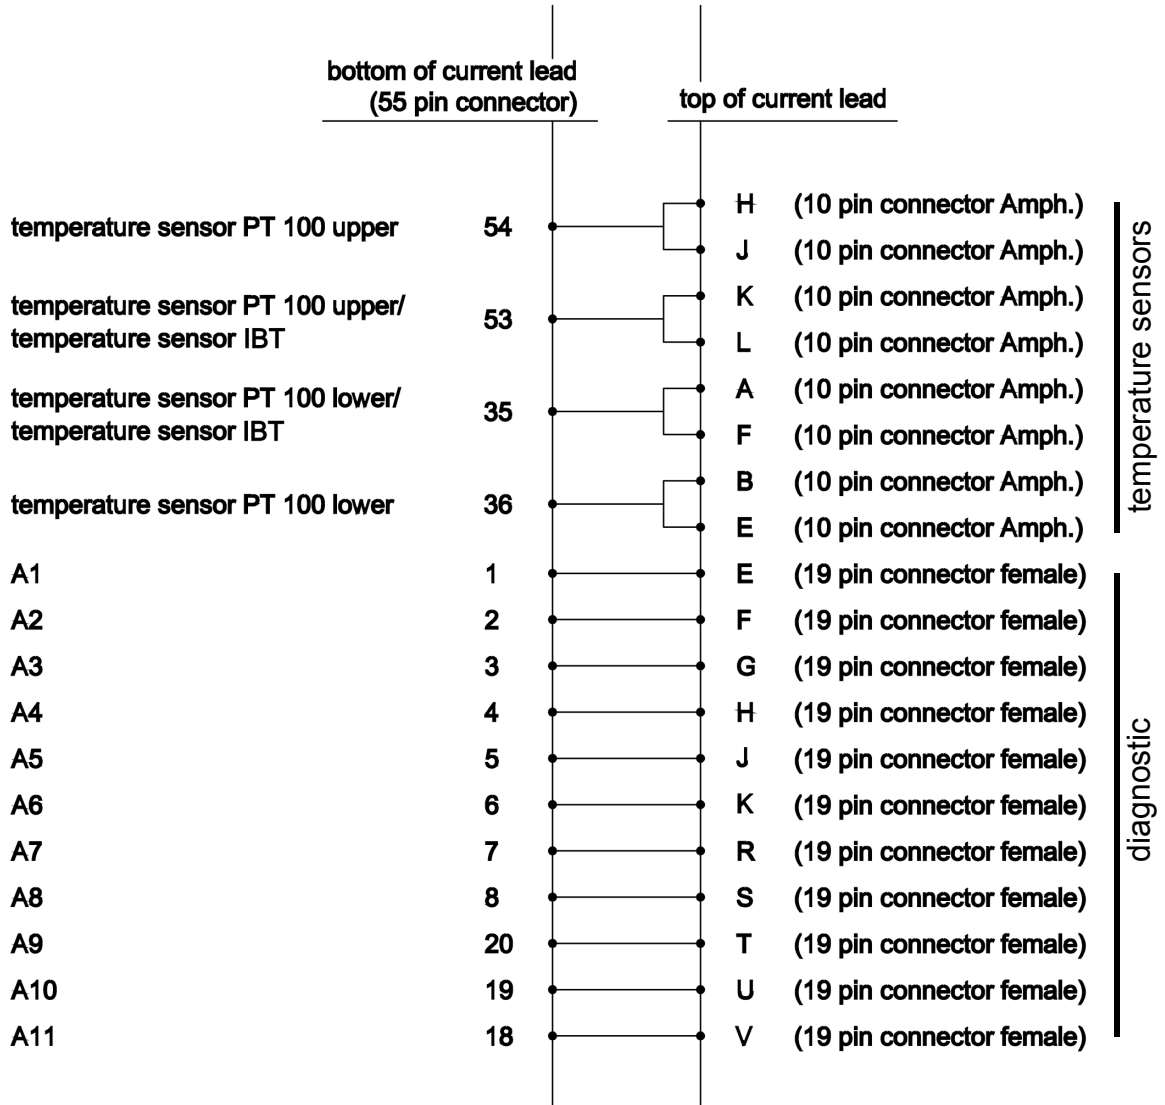 bottom of current lead
(55 pin connector)
top of current lead
H (10 pin connector Amph.)
temperature sensor PT 100 upper 54
J (10 pin connector Amph.)
K (10 pin connector Amph.)
temperature sensor PT 100 upper/
temperature sensor IBT
53
L (10 pin connector Amph.)
A (10 pin connector Amph.)
temperature sensor PT 100 lower/
temperature sensor IBT
35
F (10 pin connector Amph.)
B (10 pin connector Amph.)
temperature sensor PT 100 lower 36
E (10 pin connector Amph.)
temperature sensors
A1 1 E (19 pin connector female)
A2 2 F (19 pin connector female)
A3 3 G (19 pin connector female)
A4 4 H (19 pin connector female)
A5 5 J (19 pin connector female)
A6 6 K (19 pin connector female)
A7 7 R (19 pin connector female)
A8 8 S (19 pin connector female)
A9 20 T (19 pin connector female)
A10 19 U (19 pin connector female)
A11 18 V (19 pin connector female)
diagnostic